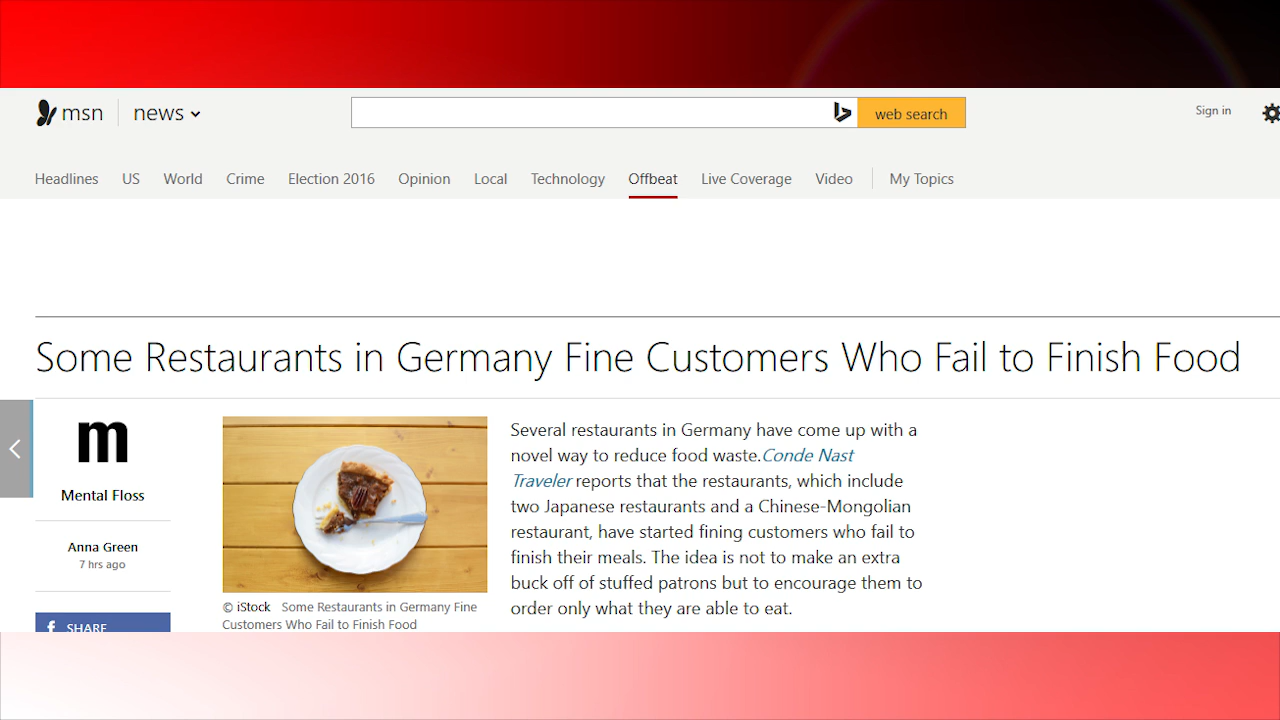 msn news
web search
Sign in
Headlines US World Crime Election 2016 Opinion Local Technology Offbeat Live Coverage Video My Topics
Some Restaurants in Germany Fine Customers Who Fail to Finish Food
m
Mental Floss
Anna Green
7 hrs ago
f SHARE
© iStock Some Restaurants in Germany Fine
Customers Who Fail to Finish Food
Several restaurants in Germany have come up with a
novel way to reduce food waste.Conde Nast
Traveler reports that the restaurants, which include
two Japanese restaurants and a Chinese-Mongolian
restaurant, have started fining customers who fail to
finish their meals. The idea is not to make an extra
buck off of stuffed patrons but to encourage them to
order only what they are able to eat.